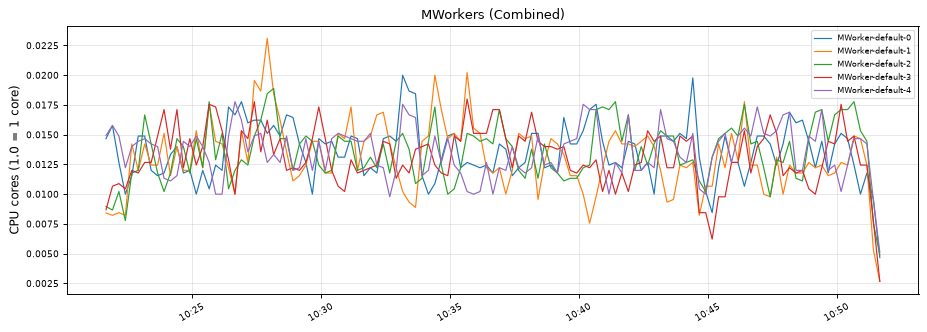 MWorkers (Combined)
CPU cores (1.0 = 1 core)
0.0225
0.0200
0.0175
0.0150
0.0125
0.0100
0.0075
0.0050
0.0025
MWorker-default-0
MWorker-default-1
MWorker-default-2
MWorker-default-3
MWorker-default-4
10:25
10:30
10:35
10:40
10:45
10:50